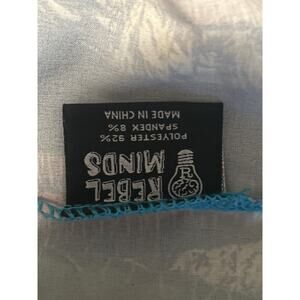 R
REBEL
MINDS
POLYESTER 92%
SPANDEX 8%
MADE IN CHINA